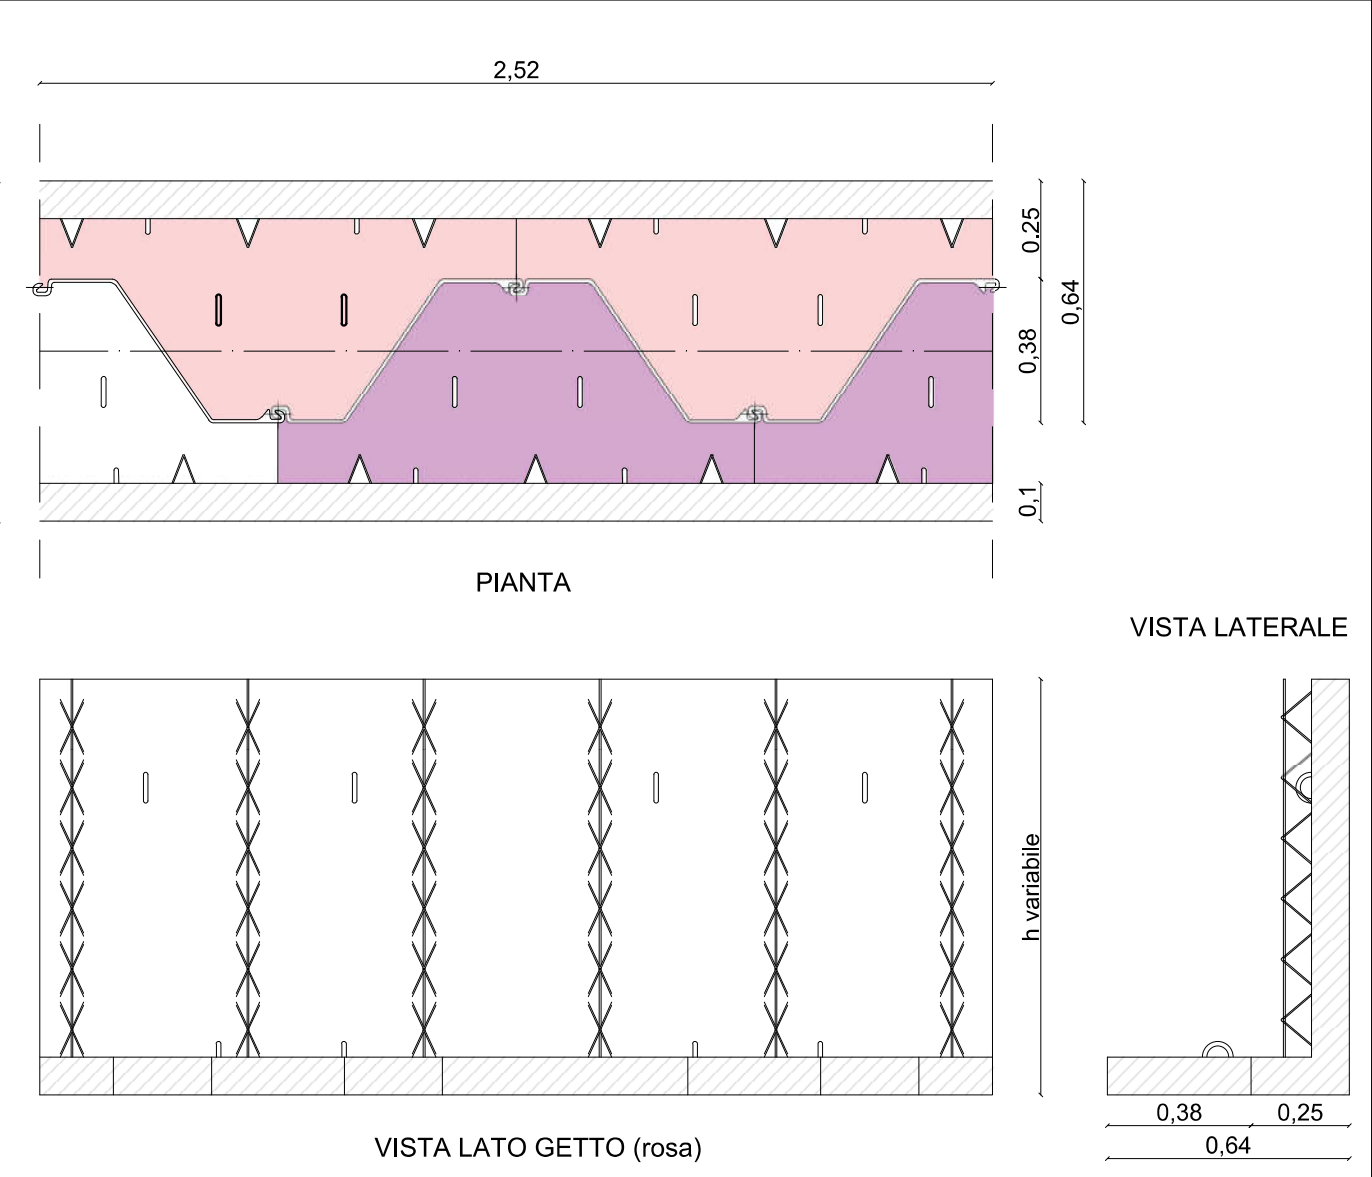 2,52
0.25
0,64
0,38
0,1
PIANTA
VISTA LATERALE
h variabile
0,38
0,25
0,64
VISTA LATO GETTO (rosa)